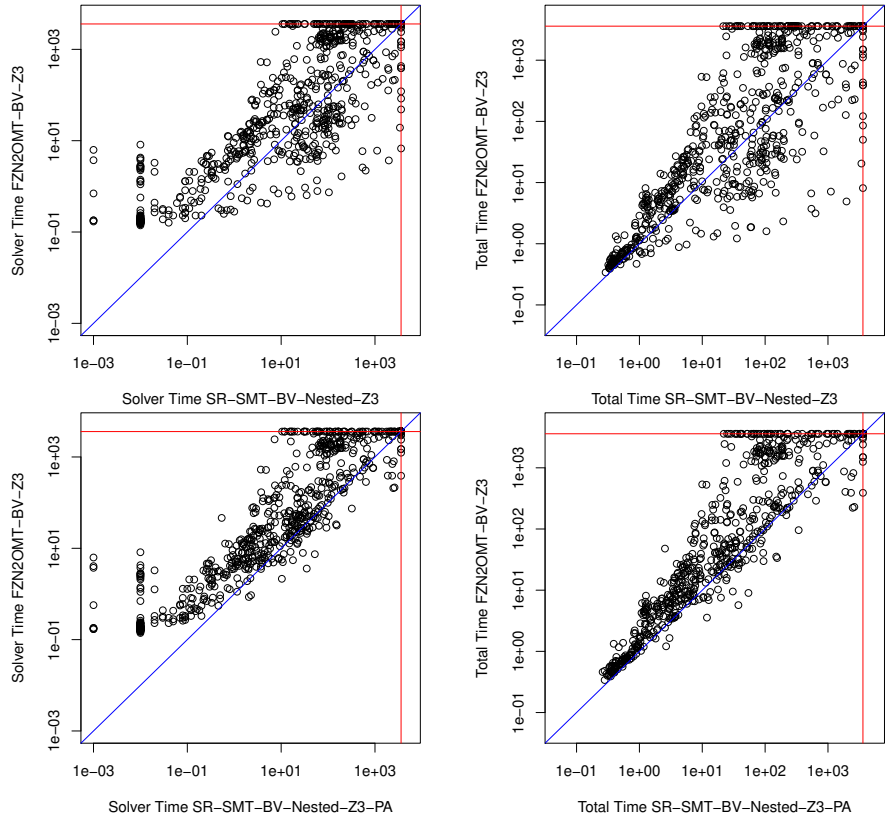 Solver Time FZN2OMT−BV−Z3
1e+03
1e+01
1e−01
1e−03
1e−03
1e−01
1e+01
1e+03
Solver Time SR−SMT−BV−Nested−Z3
Total Time FZN2OMT−BV−Z3
1e+03
1e+02
1e+01
1e+00
1e−01
1e−01
1e+00
1e+01
1e+02
1e+03
Total Time SR−SMT−BV−Nested−Z3
Solver Time FZN2OMT−BV−Z3
1e+03
1e+01
1e−01
1e−03
1e−03
1e−01
1e+01
1e+03
Solver Time SR−SMT−BV−Nested−Z3−PA
Total Time FZN2OMT−BV−Z3
1e+03
1e+02
1e+01
1e+00
1e−01
1e−01
1e+00
1e+01
1e+02
1e+03
Total Time SR−SMT−BV−Nested−Z3−PA